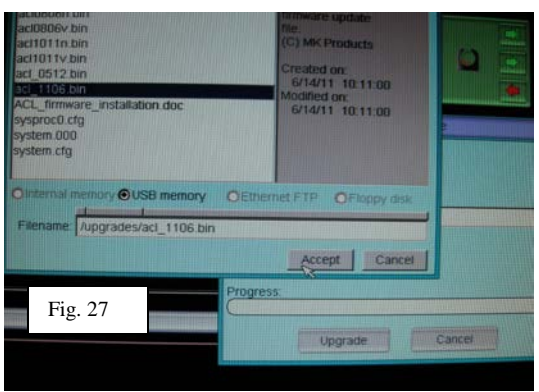 acl0806n.bin
acl0806v.bin
acl1011n.bin
acl1011v.bin
acl_0512.bin
acl_1106.bin
ACL_firmware_installation.doc
sysproc0.cfg
system.000
system.cfg
firmware update
file.
(C) MK Products
Created on:
6/14/11 10:11:00
Modified on:
6/14/11 10:11:00
Internal memory USB memory Ethernet FTP Floppy disk
Filename: /upgrades/acl_1106.bin
Accept Cancel
Progress:
Upgrade Cancel
Fig. 27